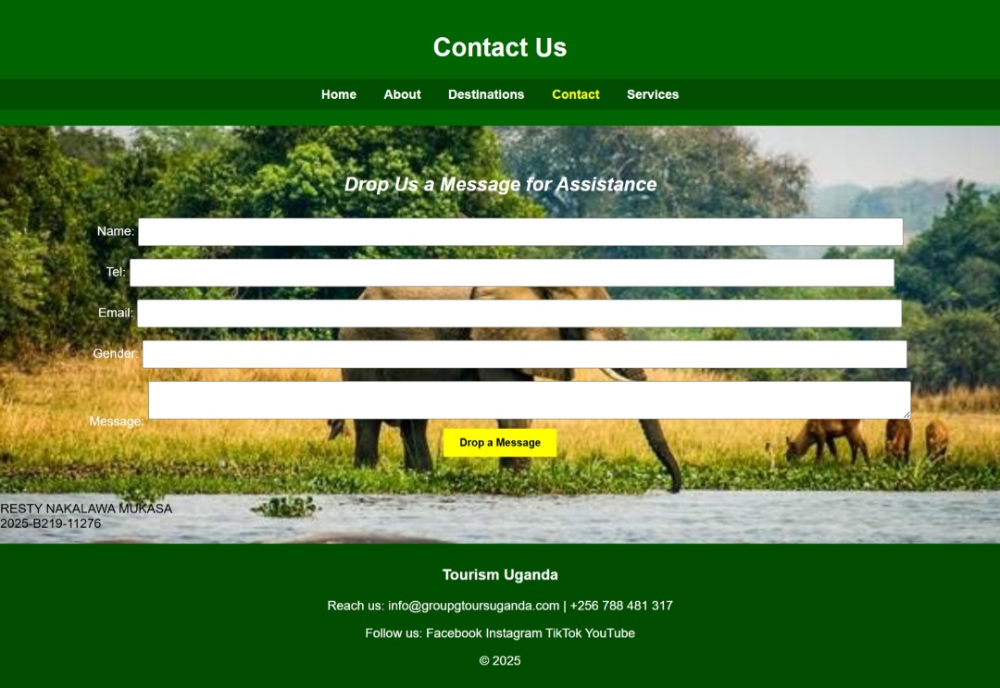 Contact Us
Home About Destinations Contact Services
Drop Us a Message for Assistance
Name:
Tel:
Email:
Gender:
Message:
Drop a Message
RESTY NAKALAWA MUKASA
2025-B219-11276
Tourism Uganda
Reach us: info@groupgtoursuganda.com | +256 788 481 317
Follow us: Facebook Instagram TikTok YouTube
© 2025